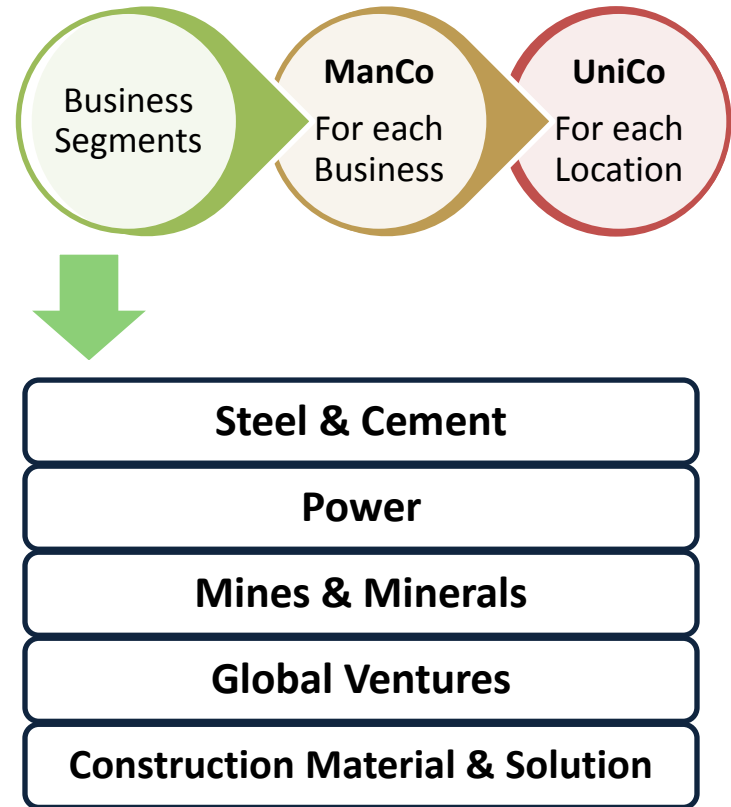 Business
Segments
ManCo
For each
Business
UniCo
For each
Location
Steel & Cement
Power
Mines & Minerals
Global Ventures
Construction Material & Solution